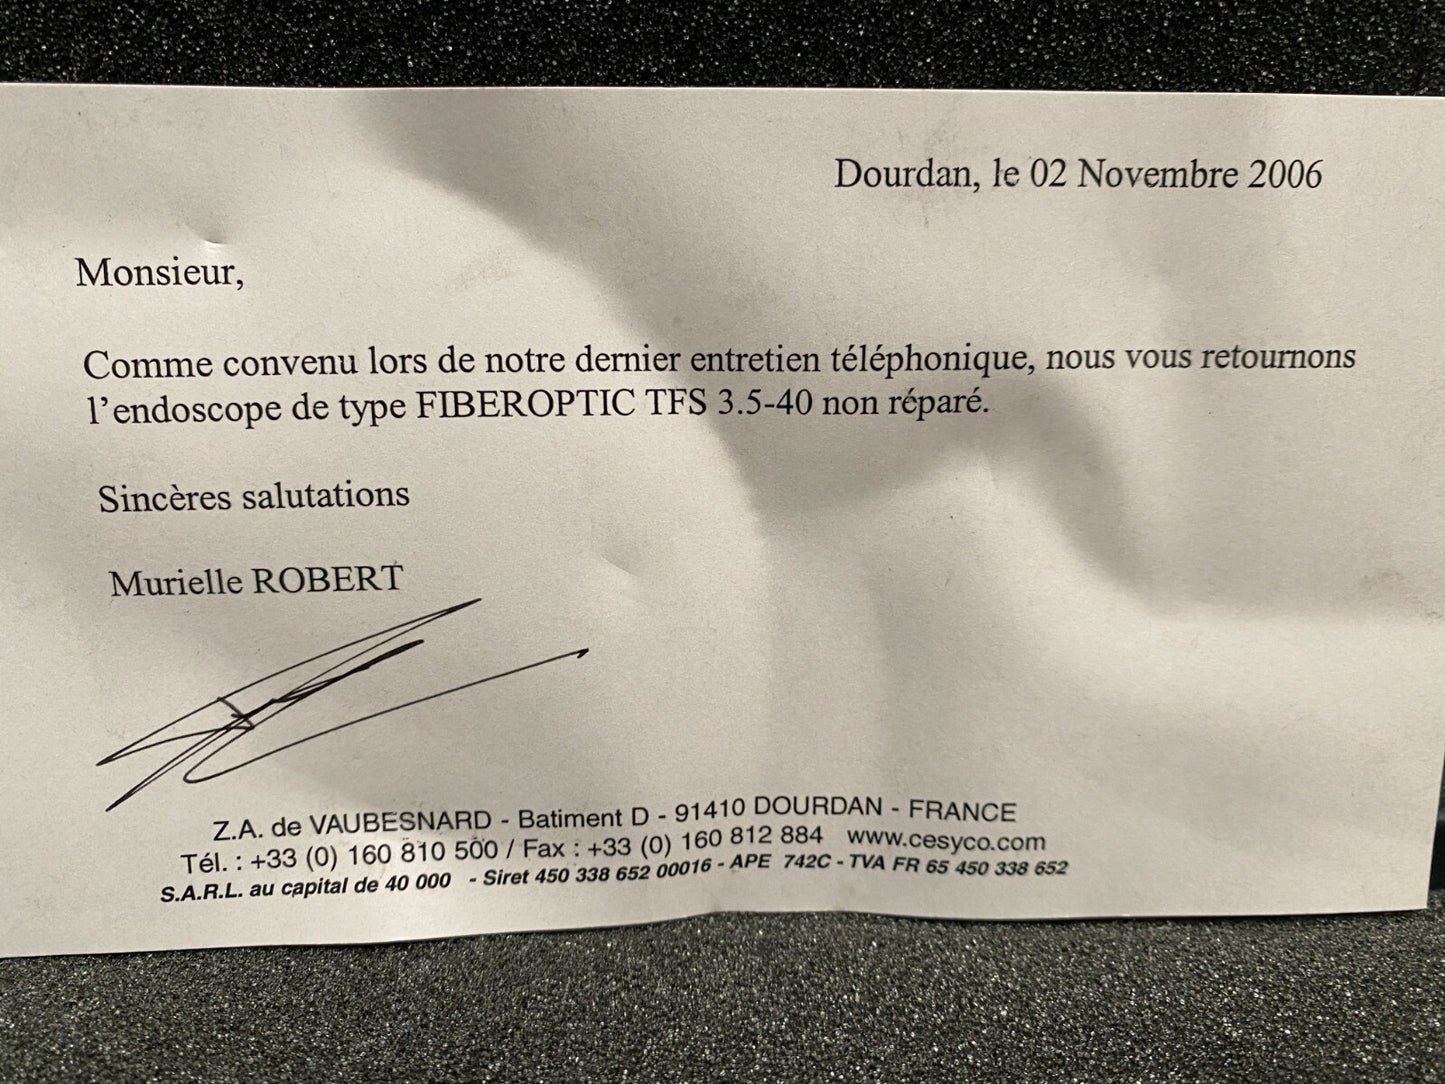 Dourdan, le 02 Novembre 2006
Monsieur,
Comme convenu lors de notre dernier entretien téléphonique, nous vous retournons
l’endoscope de type FIBEROPTIC TFS 3.5-40 non réparé.
Sincères salutations
Murielle ROBERT
Z.A. de VAUBESNARD - Batiment D - 91410 DOURDAN - FRANCE
Tél. : +33 (0) 160 810 500 / Fax : +33 (0) 160 812 884 www.cesyco.com
S.A.R.L. au capital de 40 000 - Siret 450 338 652 00016 - APE 742C - TVA FR 65 450 338 652